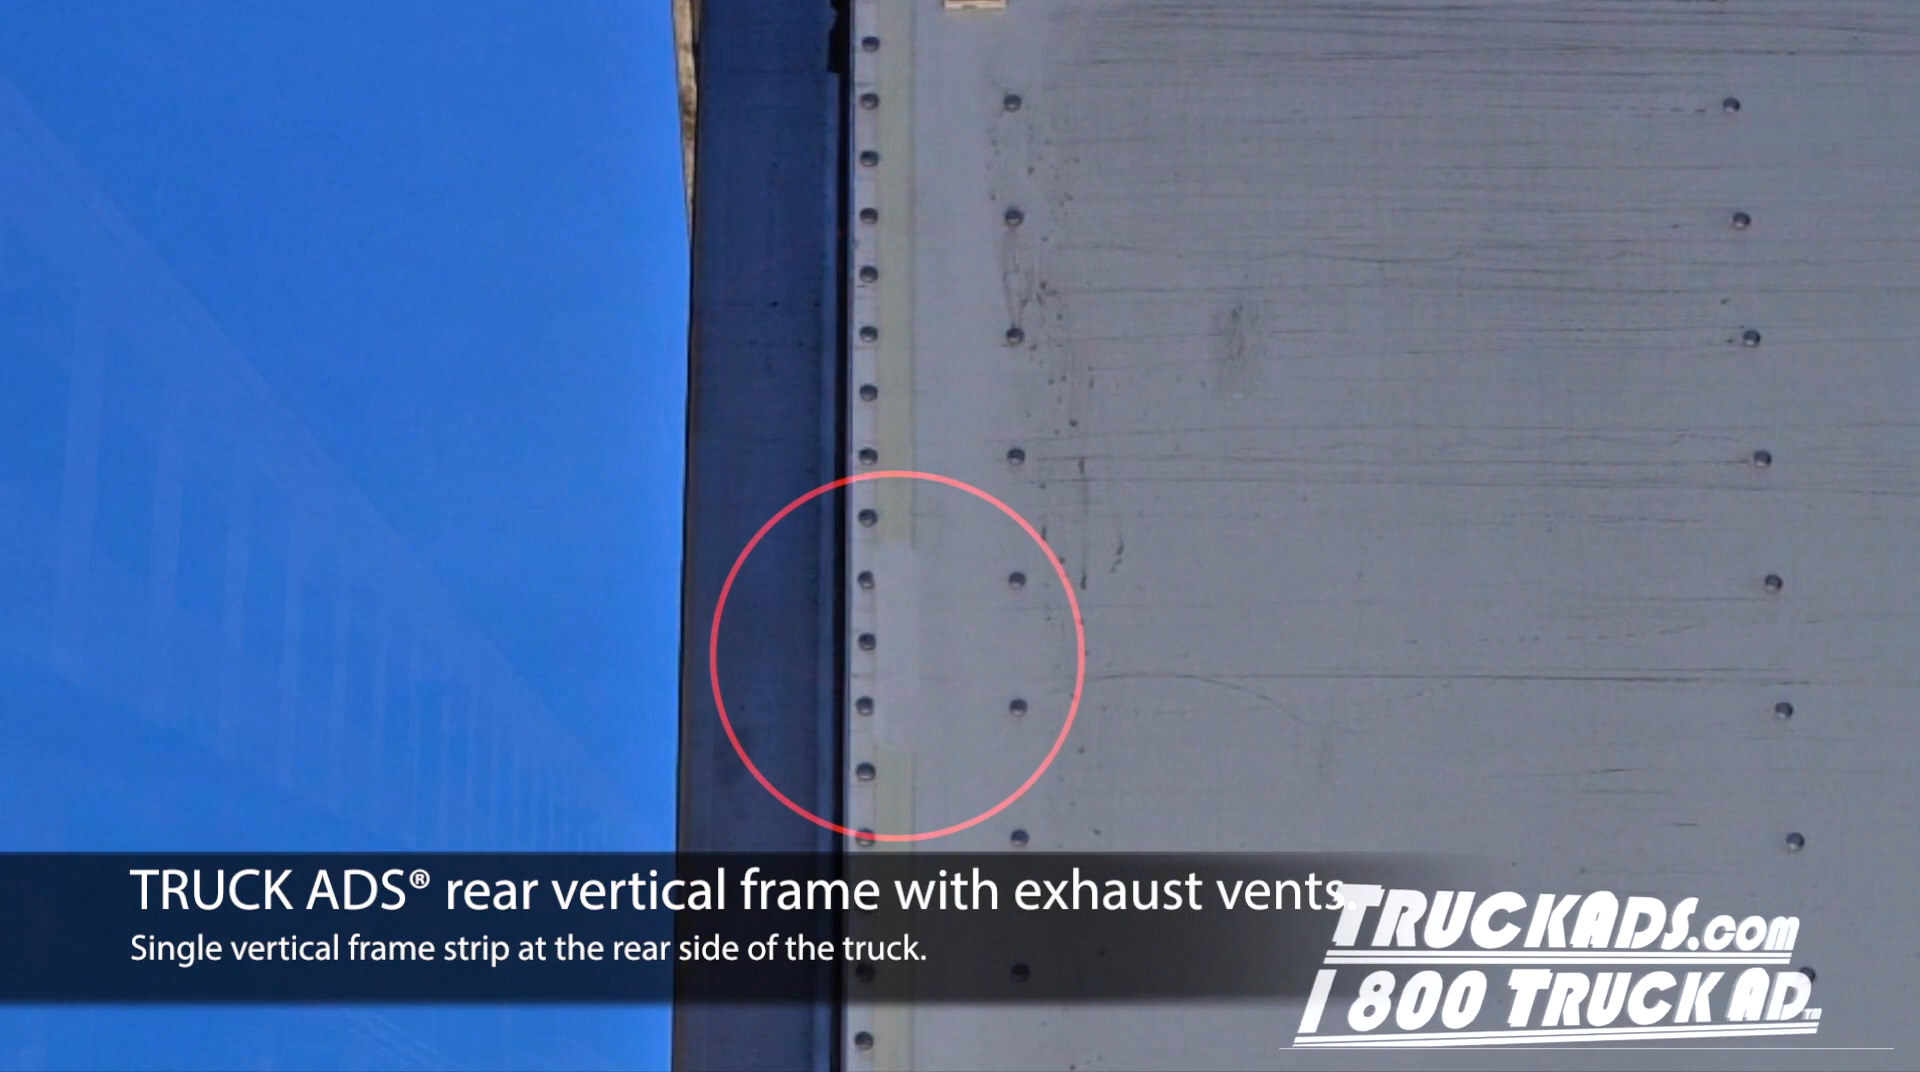 TRUCK ADS® rear vertical frame with exhaust vents.
Single vertical frame strip at the rear side of the truck.
TRUCKADS.com
1 800 TRUCK AD™